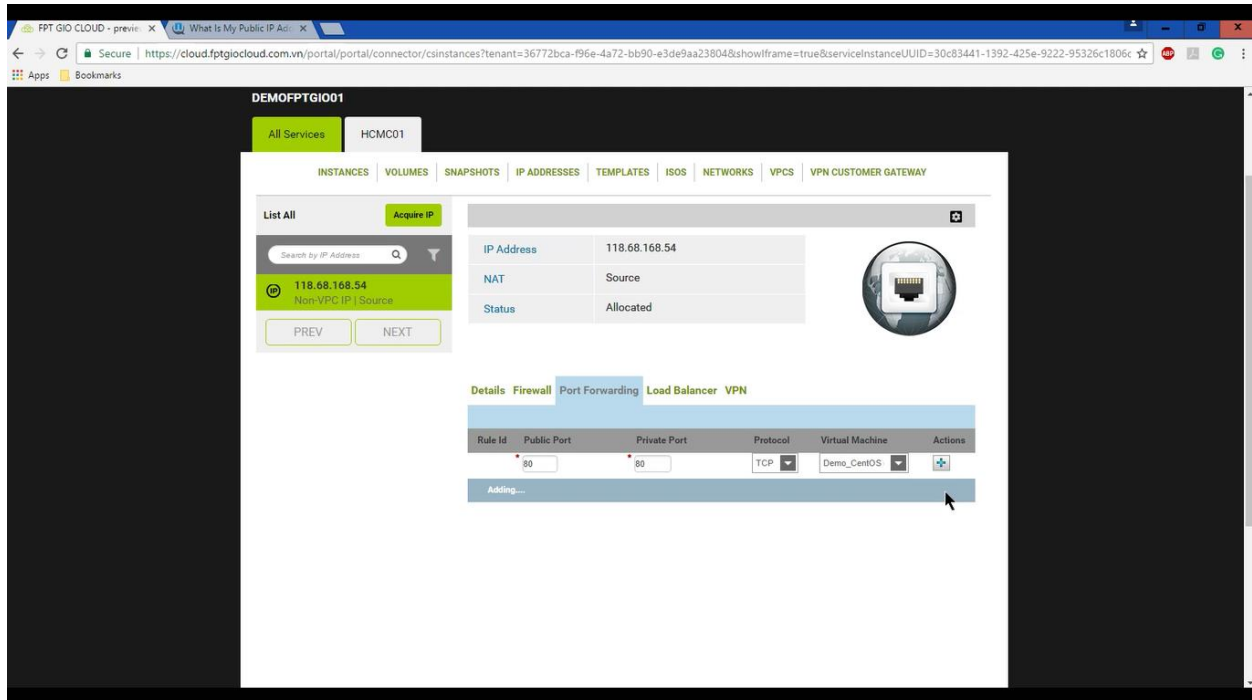 FPT GIO CLOUD - previe
What Is My Public IP Add
Secure | https://cloud.fptgiocloud.com.vn/portal/portal/connector/csinstances?tenant=36772bca-f96e-4a72-bb90-e3de9aa23804&showIframe=true&serviceInstanceUUID=30c83441-1392-425e-9222-95326c1806c
ABP
G
Apps Bookmarks
DEMOFPTGIO01
All Services HCMC01
INSTANCES | VOLUMES | SNAPSHOTS | IP ADDRESSES | TEMPLATES | ISOS | NETWORKS | VPCS | VPN CUSTOMER GATEWAY
List All Acquire IP
Search by IP Address
IP 118.68.168.54
Non-VPC IP | Source
PREV NEXT
IP Address 118.68.168.54
NAT Source
Status Allocated
Details Firewall Port Forwarding Load Balancer VPN
Rule Id Public Port Private Port Protocol Virtual Machine Actions
* 80 * 80 TCP Demo_CentOS
Adding....